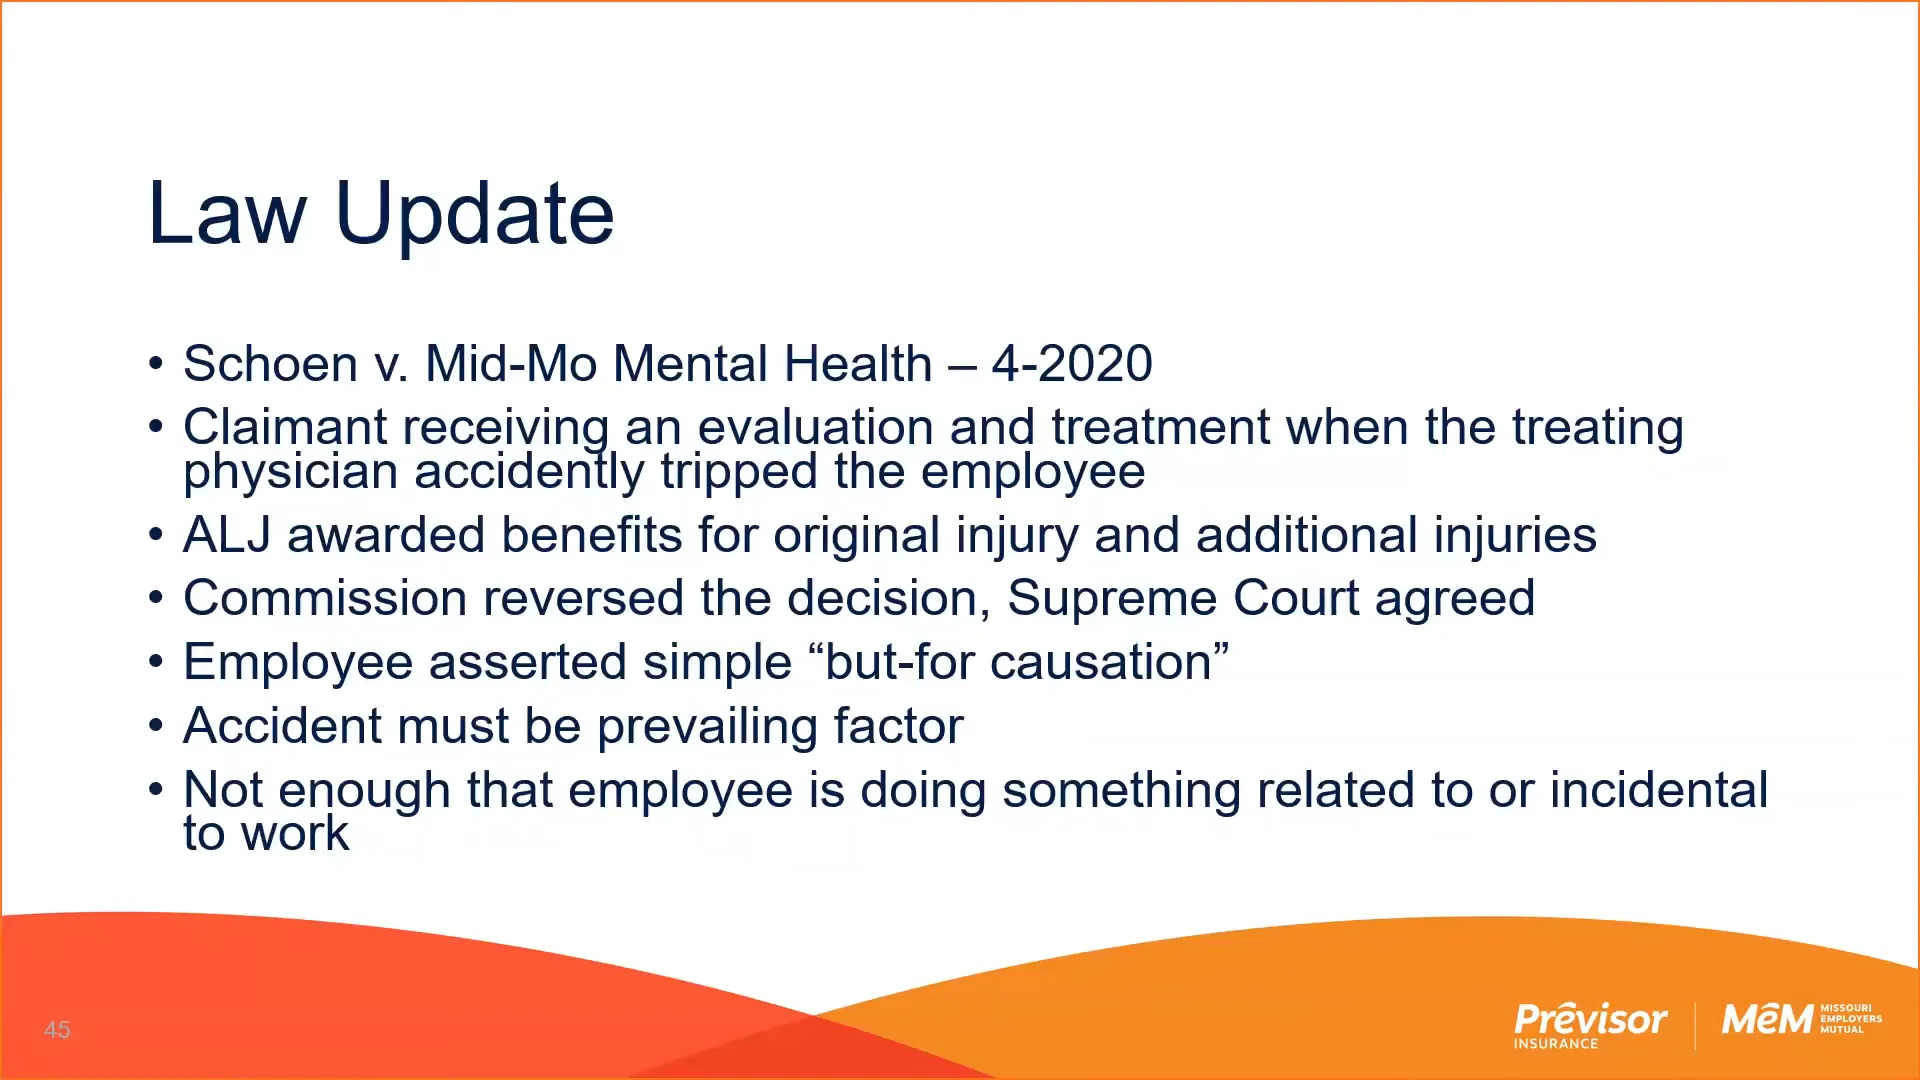 Law Update
• Schoen v. Mid-Mo Mental Health – 4-2020
• Claimant receiving an evaluation and treatment when the treating
physician accidently tripped the employee
• ALJ awarded benefits for original injury and additional injuries
• Commission reversed the decision, Supreme Court agreed
• Employee asserted simple “but-for causation”
• Accident must be prevailing factor
• Not enough that employee is doing something related to or incidental
to work
45
Prēvisor
INSURANCE
MēM
MISSOURI
EMPLOYERS
MUTUAL